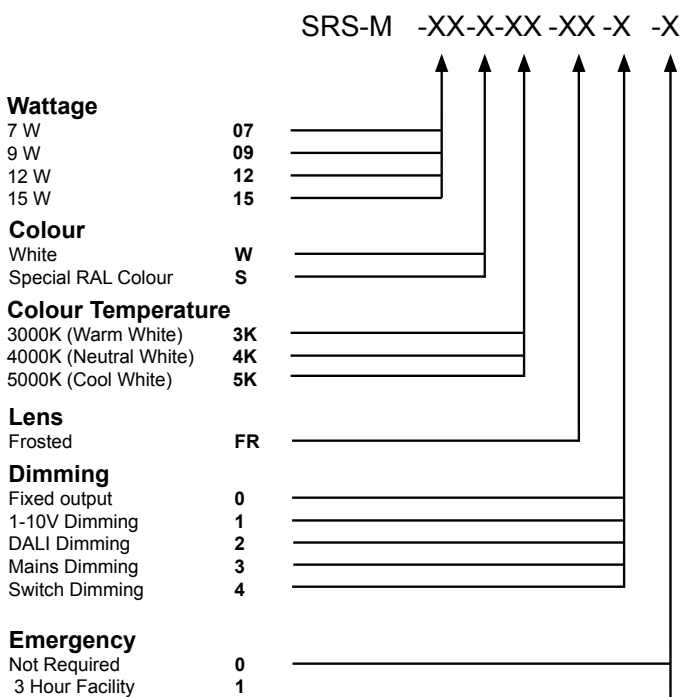 SRS-M -XX-X-XX -XX -X -X
Wattage
7 W 07
9 W 09
12 W 12
15 W 15
Colour
White W
Special RAL Colour S
Colour Temperature
3000K (Warm White) 3K
4000K (Neutral White) 4K
5000K (Cool White) 5K
Lens
Frosted FR
Dimming
Fixed output 0
1-10V Dimming 1
DALI Dimming 2
Mains Dimming 3
Switch Dimming 4
Emergency
Not Required 0
3 Hour Facility 1